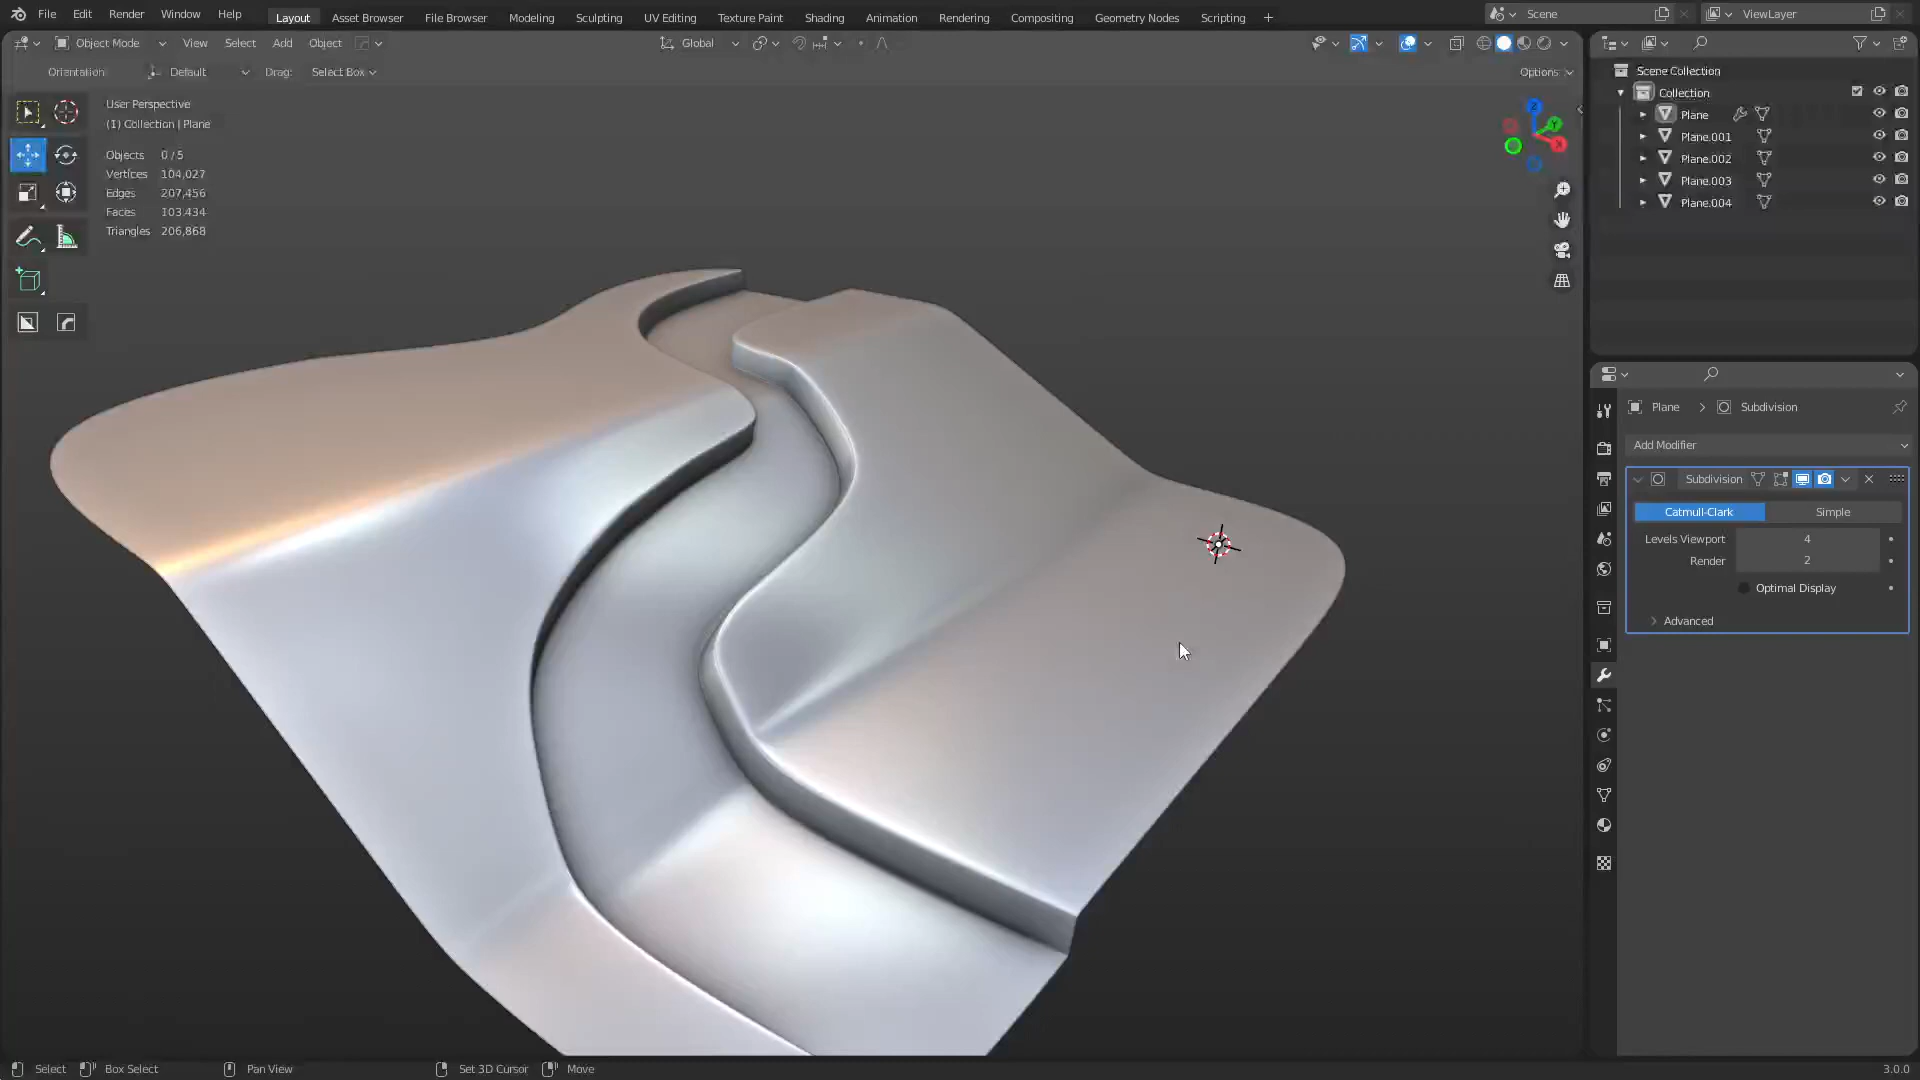 File Edit Render Window Help Layout Asset Browser File Browser Modeling Sculpting UV Editing Texture Paint Shading Animation Rendering Compositing Geometry Nodes Scripting + Scene ViewLayer
Object Mode View Select Add Object Global
Orientation Default Drag: Select Box Options
User Perspective
(1) Collection | Plane
Objects 0/5
Vertices 104,027
Edges 207,456
Faces 103,434
Triangles 206,868
Z
Y
X
Scene Collection
Collection
Plane
Plane.001
Plane.002
Plane.003
Plane.004
Plane > Subdivision
Add Modifier
Subdivision
Catmull-Clark Simple
Levels Viewport 4
Render 2
Optimal Display
Advanced
Select Box Select Pan View Set 3D Cursor Move 3.0.0